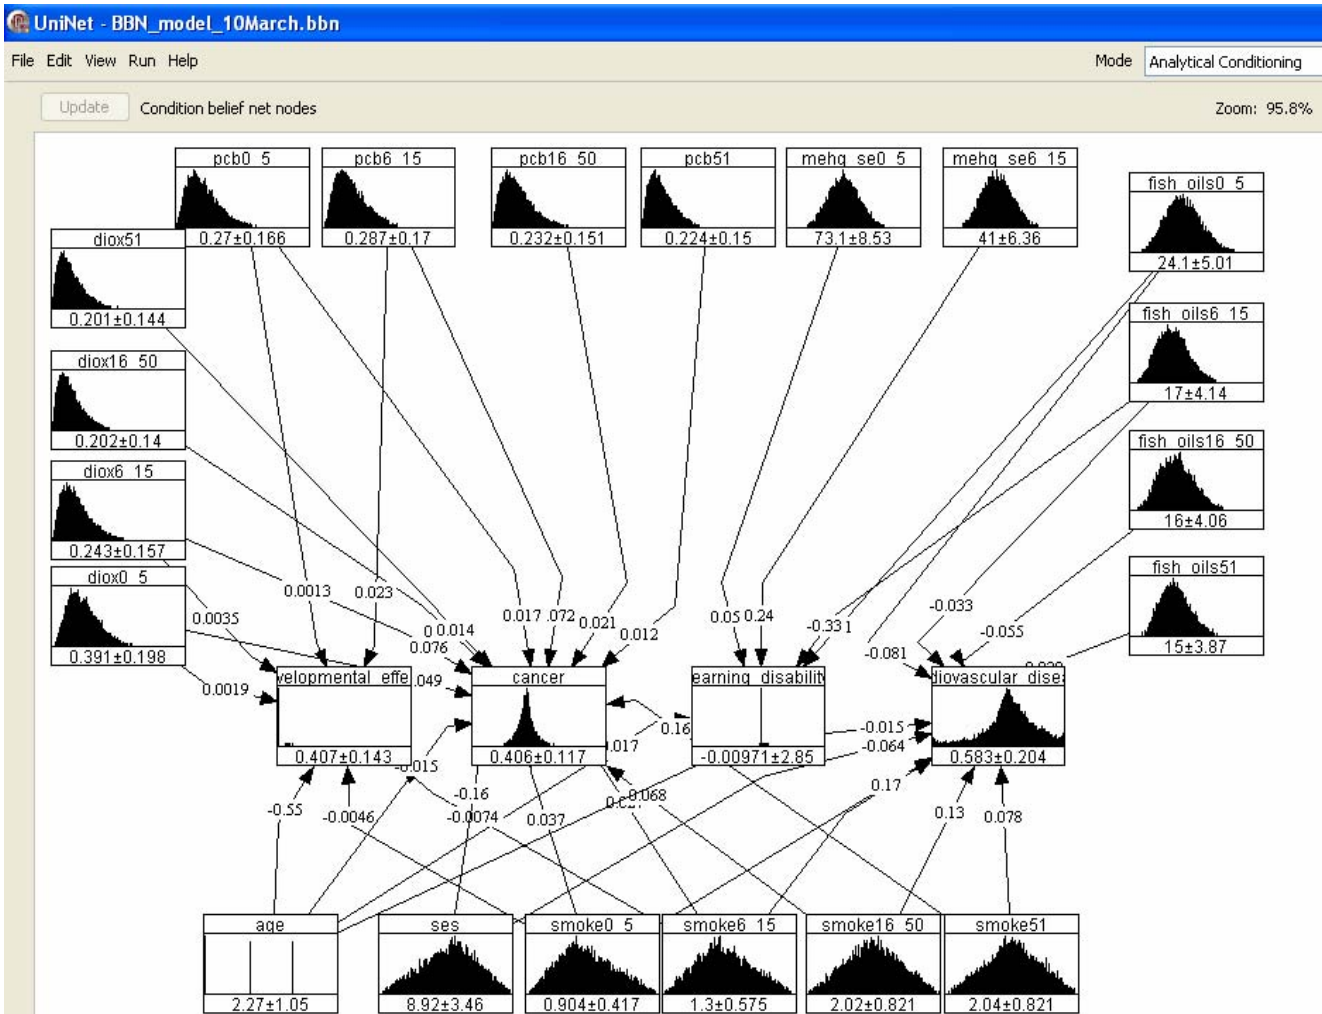 UniNet - BBN_model_10March.bbn
File Edit View Run Help
Mode Analytical Conditioning
Update Condition belief net nodes
Zoom: 95.8%
pcb0_5
0.27±0.166
pcb6_15
0.287±0.17
pcb16_50
0.232±0.151
pcb51
0.224±0.15
mehg_se0_5
73.1±8.53
mehg_se6_15
41±6.36
fish_oils0_5
24.1±5.01
diox51
0.201±0.144
fish_oils6_15
17±4.14
diox16_50
0.202±0.14
fish_oils16_50
16±4.06
diox6_15
0.243±0.157
fish_oils51
15±3.87
diox0_5
0.391±0.198
0.0035
0.0013
0.023
0.014
0.076
0.017
.072
0.021
0.012
0.05
0.24
-0.331
-0.033
-0.055
-0.081
0.0019
.049
velopmental_effe
0.407±0.143
cancer
0.406±0.117
earning_disability
-0.00971±2.85
diovascular_disea
0.583±0.204
0.16
.017
-0.015
-0.064
.015
-0.16
-0.55
-0.0046
-0.0074
0.037
0.068
0.17
0.13
0.078
age
2.27±1.05
ses
8.92±3.46
smoke0_5
0.904±0.417
smoke6_15
1.3±0.575
smoke16_50
2.02±0.821
smoke51
2.04±0.821